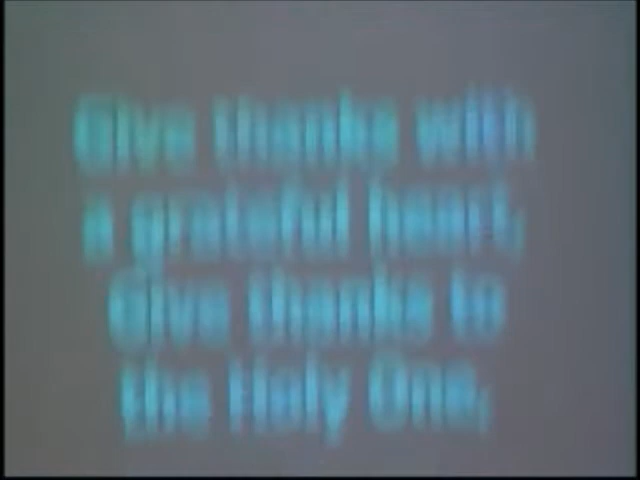 Give thanks with
a grateful heart,
Give thanks to
the Holy One,